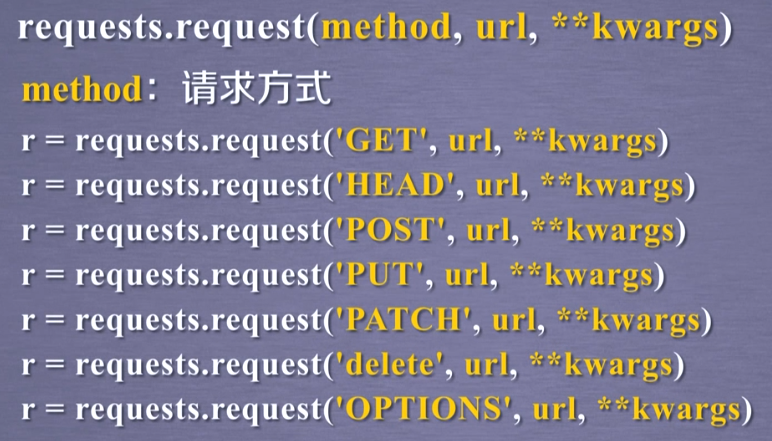 requests.request(method, url, **kwargs)
method：请求方式
r = requests.request('GET', url, **kwargs)
r = requests.request('HEAD', url, **kwargs)
r = requests.request('POST', url, **kwargs)
r = requests.request('PUT', url, **kwargs)
r = requests.request('PATCH', url, **kwargs)
r = requests.request('delete', url, **kwargs)
r = requests.request('OPTIONS', url, **kwargs)